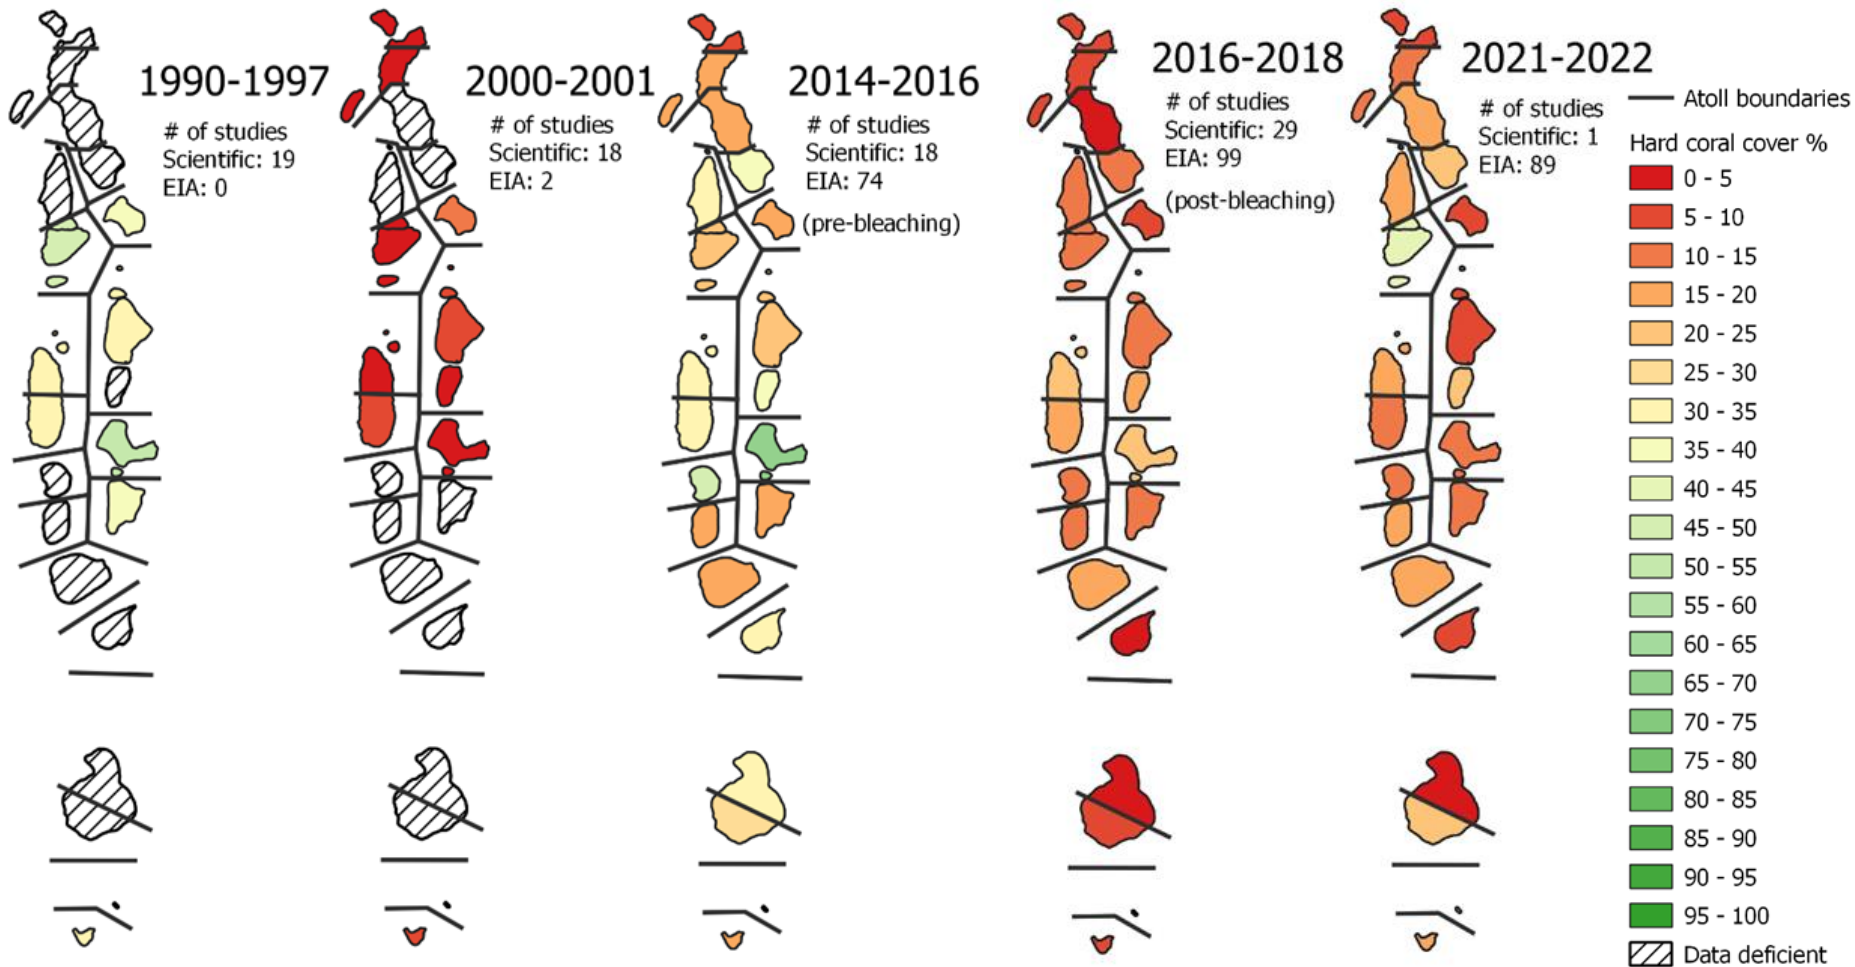 1990-1997
# of studies
Scientific: 19
EIA: 0
2000-2001
# of studies
Scientific: 18
EIA: 2
2014-2016
# of studies
Scientific: 18
EIA: 74
(pre-bleaching)
2016-2018
# of studies
Scientific: 29
EIA: 99
(post-bleaching)
2021-2022
# of studies
Scientific: 1
EIA: 89
Atoll boundaries
Hard coral cover %
0 - 5
5 - 10
10 - 15
15 - 20
20 - 25
25 - 30
30 - 35
35 - 40
40 - 45
45 - 50
50 - 55
55 - 60
60 - 65
65 - 70
70 - 75
75 - 80
80 - 85
85 - 90
90 - 95
95 - 100
Data deficient